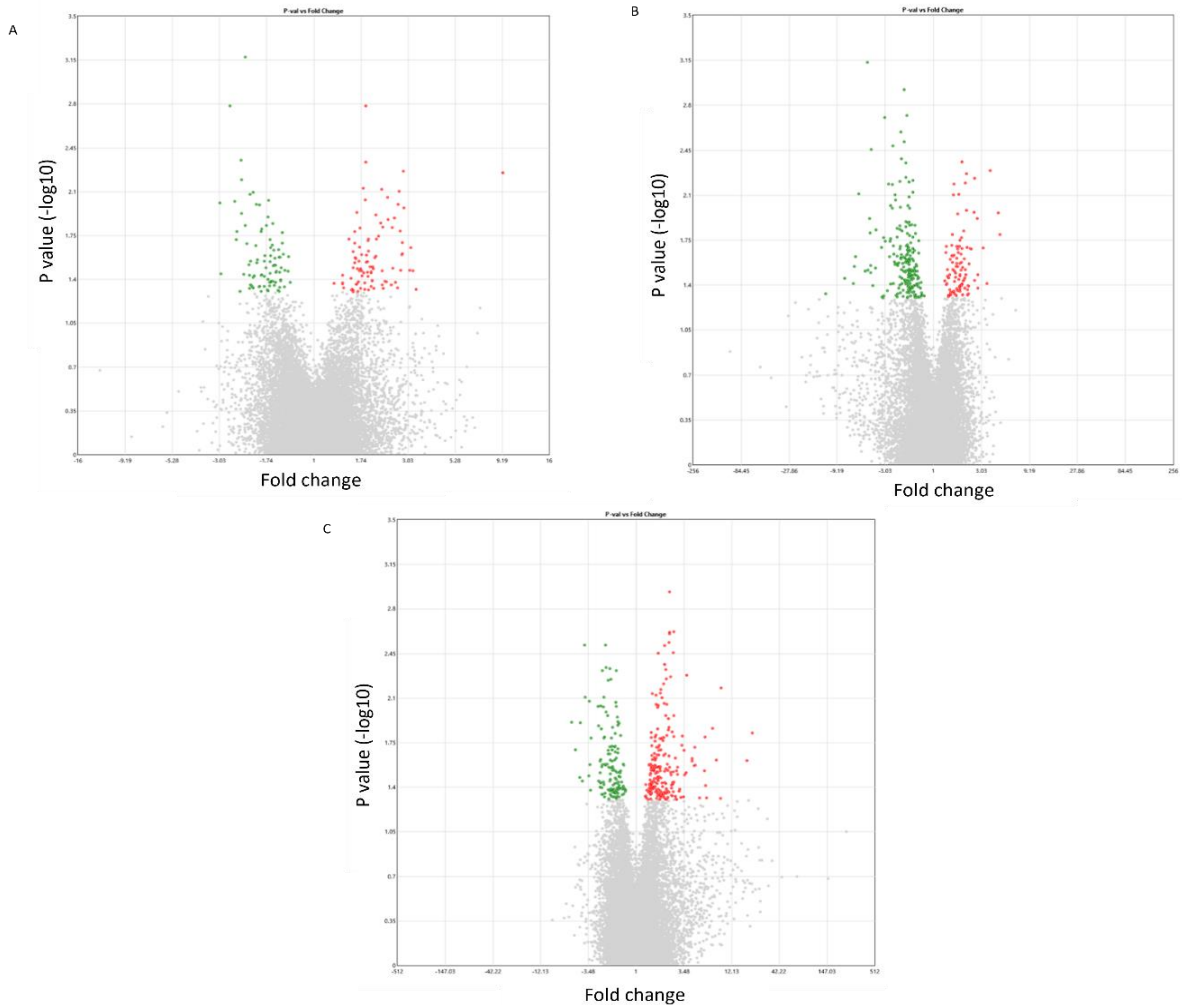 A
P-val vs Fold Change
3.5
3.15
2.8
2.45
2.1
1.75
1.4
1.05
0.7
0.35
0
P value (-log10)
-16 -9.19 -5.28 -3.03 -1.74 1 1.74 3.03 5.28 9.19 16
Fold change
B
P-val vs Fold Change
3.5
3.15
2.8
2.45
2.1
1.75
1.4
1.05
0.7
0.35
0
P value (-log10)
-256 -84.45 -27.86 -9.19 -3.03 1 3.03 9.19 27.86 84.45 256
Fold change
C
P-val vs Fold Change
3.5
3.15
2.8
2.45
2.1
1.75
1.4
1.05
0.7
0.35
0
P value (-log10)
-512 -147.03 -42.22 -12.13 -3.48 1 3.48 12.13 42.22 147.03 512
Fold change